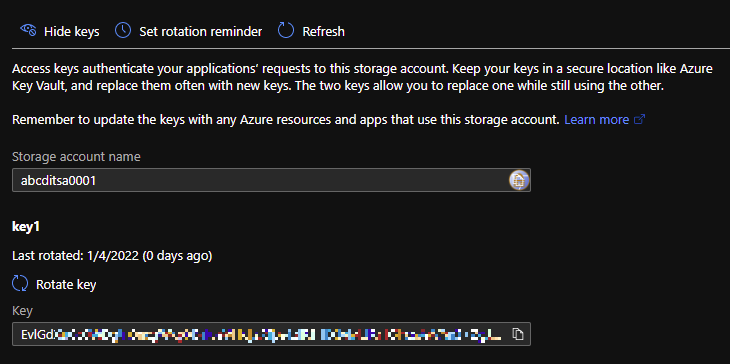 Hide keys Set rotation reminder Refresh
Access keys authenticate your applications' requests to this storage account. Keep your keys in a secure location like Azure
Key Vault, and replace them often with new keys. The two keys allow you to replace one while still using the other.
Remember to update the keys with any Azure resources and apps that use this storage account. Learn more
Storage account name
abcditsa0001
key1
Last rotated: 1/4/2022 (0 days ago)
Rotate key
Key